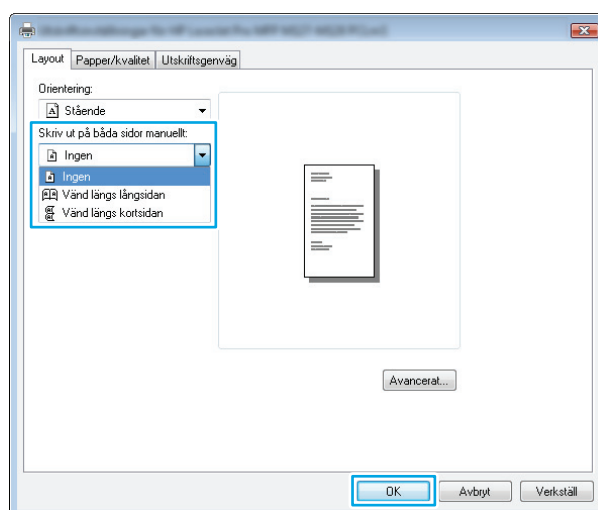 Layout Papper/kvalitet Utskriftsgenväg
Orientering:
Stående
Skriv ut på båda sidor manuellt:
Ingen
Ingen
Vänd längs långsidan
Vänd längs kortsidan
Avancerat...
OK Avbryt Verkställ